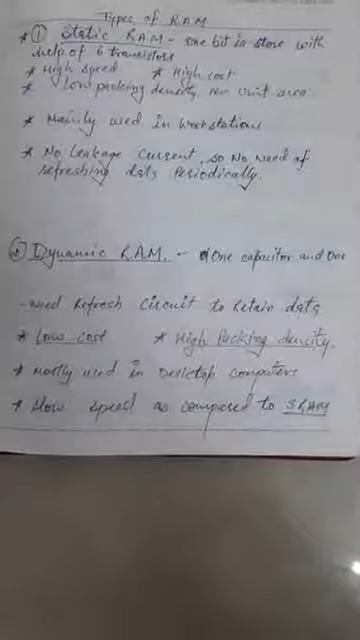 Types of RAM
* ① Static RAM - one bit is store with
help of 6 transistors
* High speed * High cost
* Low packing density, per unit area
* Mainly used in workstations
* No Leakage Current, so No need of
refreshing data Periodically.
② Dynamic RAM. - One capacitor and one
- need Refresh Circuit to Retain data
* Low cost * High Packing density.
* mostly used in Desktop computers
* Slow speed as compared to SRAM